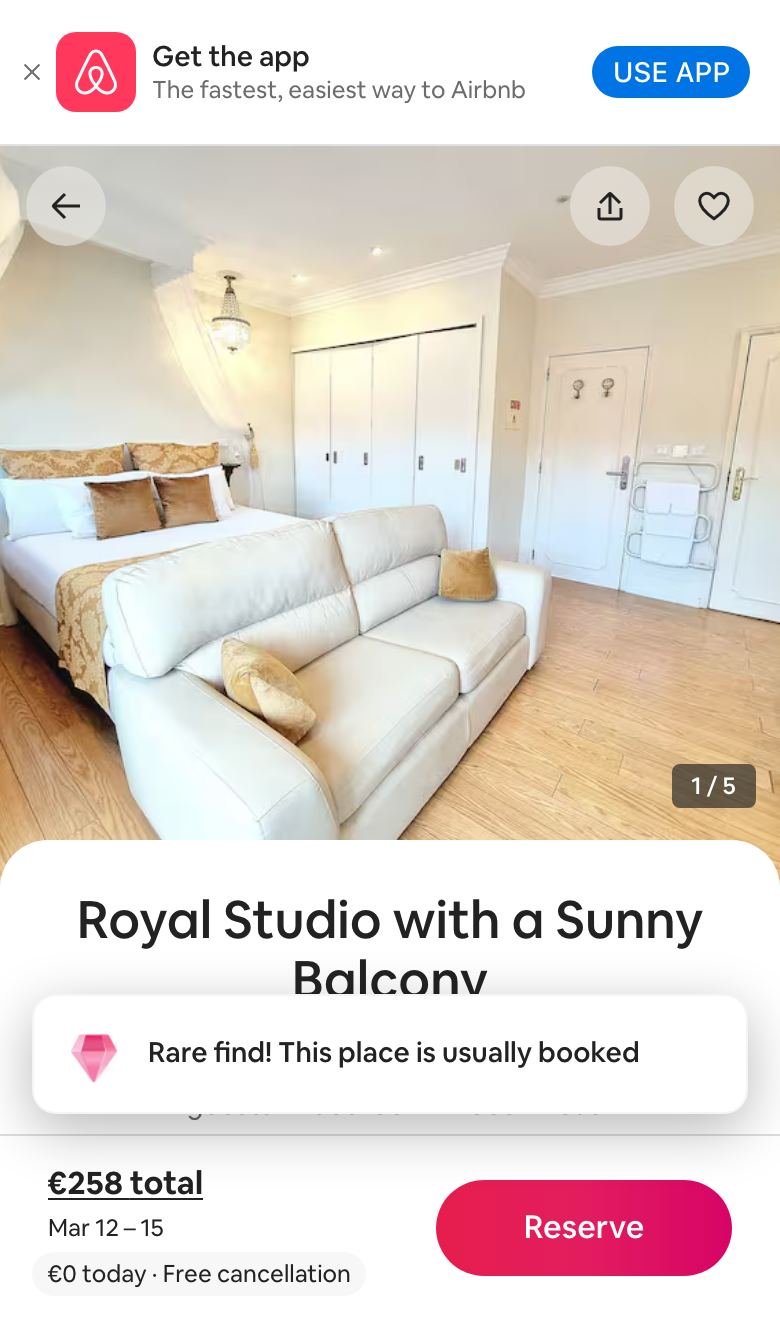 Get the app
The fastest, easiest way to Airbnb
USE APP
1 / 5
Royal Studio with a Sunny
Balcony
Rare find! This place is usually booked
€258 total
Mar 12 – 15
€0 today · Free cancellation
Reserve